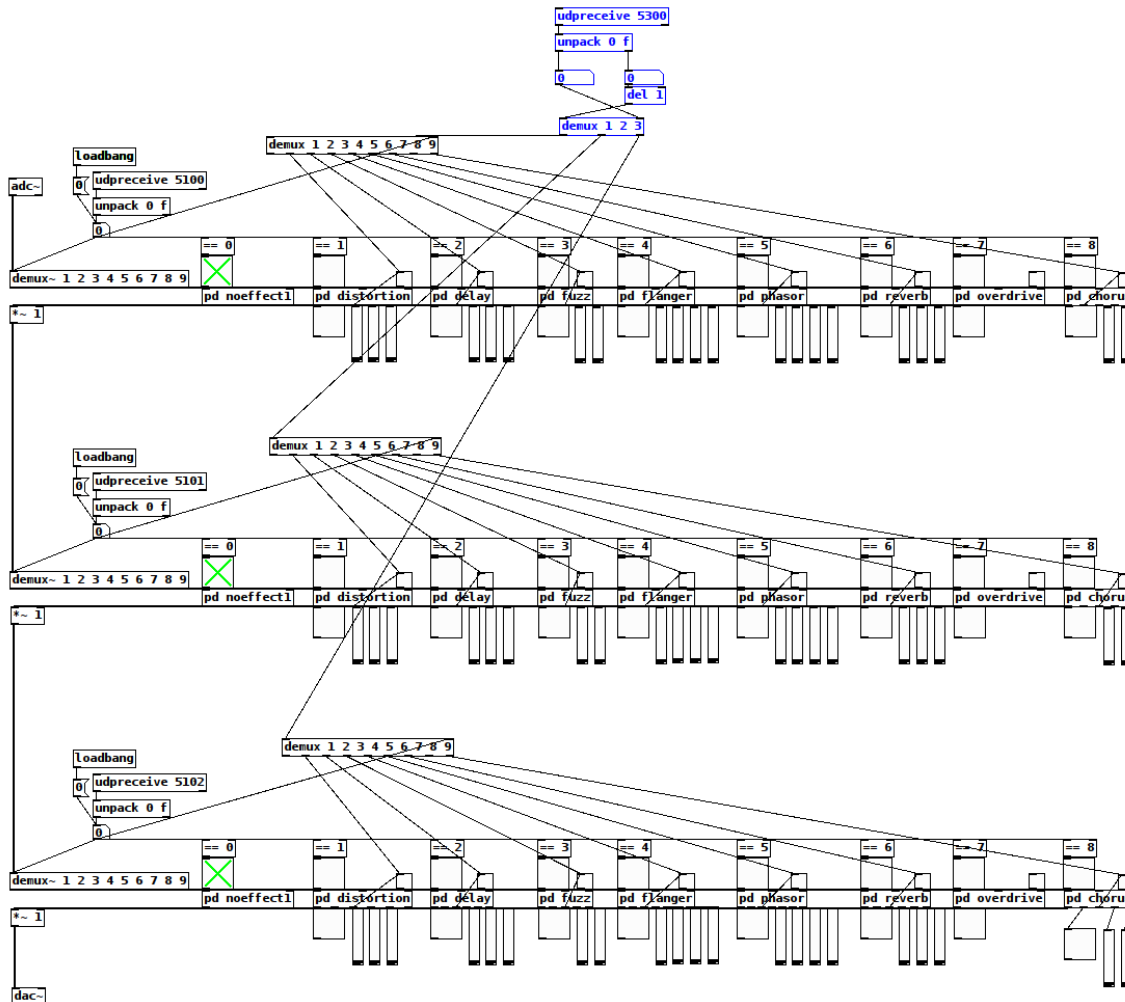 udpreceive 5300
unpack 0 f
0 0
del 1
demux 1 2 3
demux 1 2 3 4 5 6 7 8 9
loadbang
adc~ 0 udpreceive 5100
unpack 0 f
0
== 0 == 1 == 2 == 3 == 4 == 5 == 6 == 7 == 8
demux~ 1 2 3 4 5 6 7 8 9
pd noeffect1 pd distortion pd delay pd fuzz pd flanger pd phasor pd reverb pd overdrive pd choru
*~ 1
demux 1 2 3 4 5 6 7 8 9
loadbang
0 udpreceive 5101
unpack 0 f
0
== 0 == 1 == 2 == 3 == 4 == 5 == 6 == 7 == 8
demux~ 1 2 3 4 5 6 7 8 9
pd noeffect1 pd distortion pd delay pd fuzz pd flanger pd phasor pd reverb pd overdrive pd choru
*~ 1
demux 1 2 3 4 5 6 7 8 9
loadbang
0 udpreceive 5102
unpack 0 f
0
== 0 == 1 == 2 == 3 == 4 == 5 == 6 == 7 == 8
demux~ 1 2 3 4 5 6 7 8 9
pd noeffect1 pd distortion pd delay pd fuzz pd flanger pd phasor pd reverb pd overdrive pd choru
*~ 1
dac~